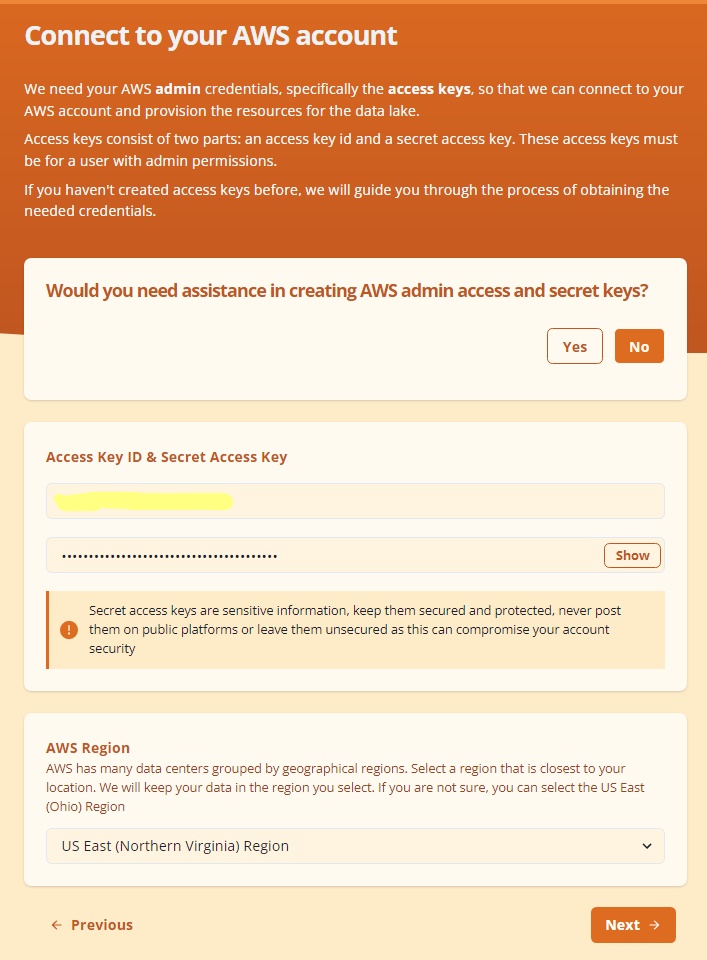 Connect to your AWS account
We need your AWS admin credentials, specifically the access keys, so that we can connect to your
AWS account and provision the resources for the data lake.
Access keys consist of two parts: an access key id and a secret access key. These access keys must
be for a user with admin permissions.
If you haven't created access keys before, we will guide you through the process of obtaining the
needed credentials.
Would you need assistance in creating AWS admin access and secret keys?
Yes No
Access Key ID & Secret Access Key
Show
Secret access keys are sensitive information, keep them secured and protected, never post
them on public platforms or leave them unsecured as this can compromise your account
security
AWS Region
AWS has many data centers grouped by geographical regions. Select a region that is closest to your
location. We will keep your data in the region you select. If you are not sure, you can select the US East
(Ohio) Region
US East (Northern Virginia) Region
← Previous Next →